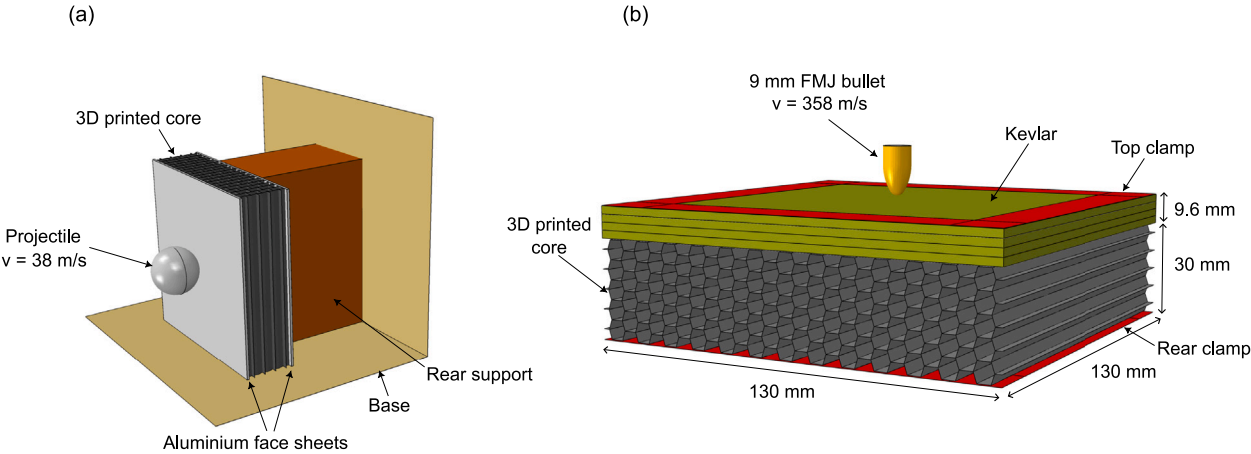 (a)
3D printed core
Projectile
v = 38 m/s
Rear support
Base
Aluminium face sheets
(b)
9 mm FMJ bullet
v = 358 m/s
Kevlar
Top clamp
9.6 mm
3D printed
core
30 mm
Rear clamp
130 mm
130 mm